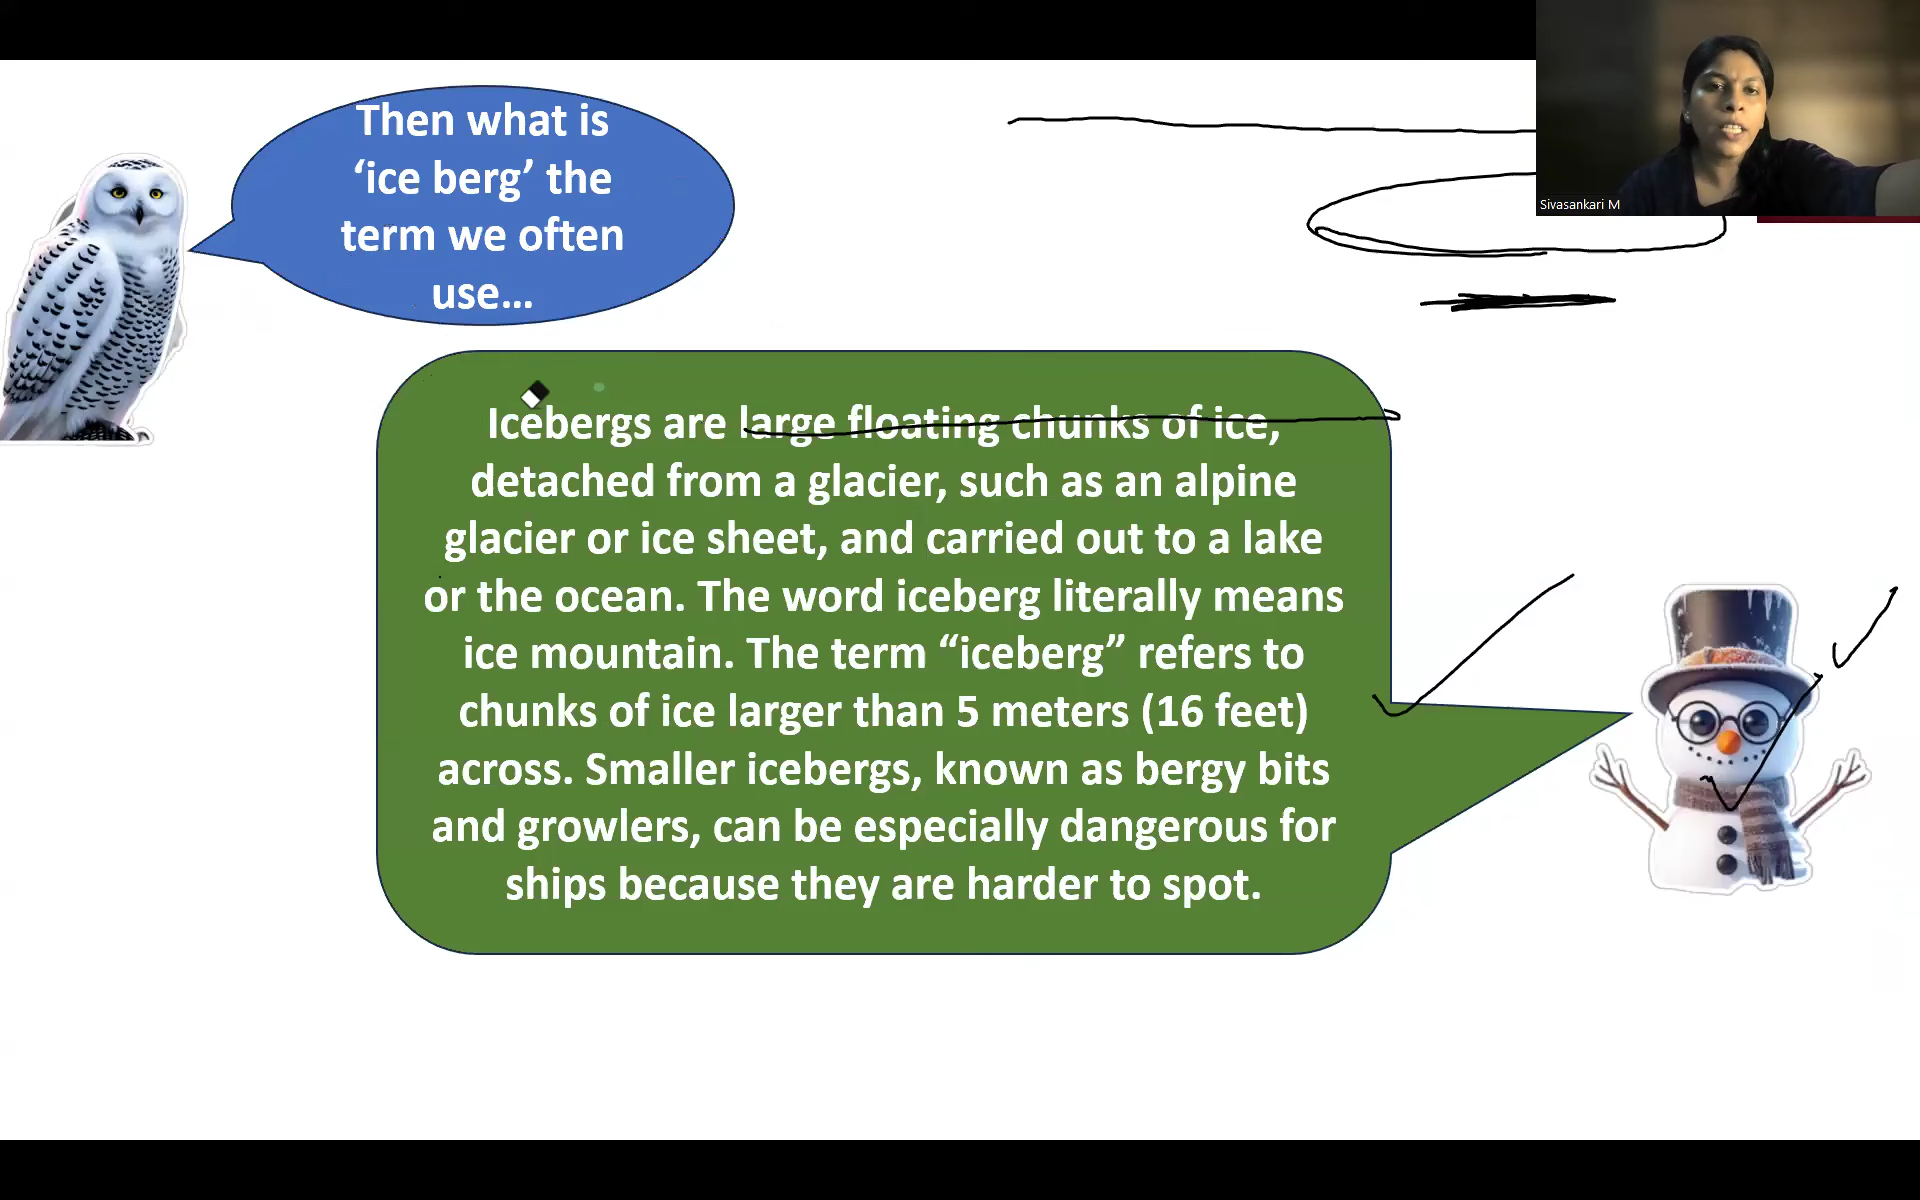 Then what is
‘ice berg’ the
term we often
use...
Sivasankari M
Icebergs are large floating chunks of ice,
detached from a glacier, such as an alpine
glacier or ice sheet, and carried out to a lake
or the ocean. The word iceberg literally means
ice mountain. The term “iceberg” refers to
chunks of ice larger than 5 meters (16 feet)
across. Smaller icebergs, known as bergy bits
and growlers, can be especially dangerous for
ships because they are harder to spot.